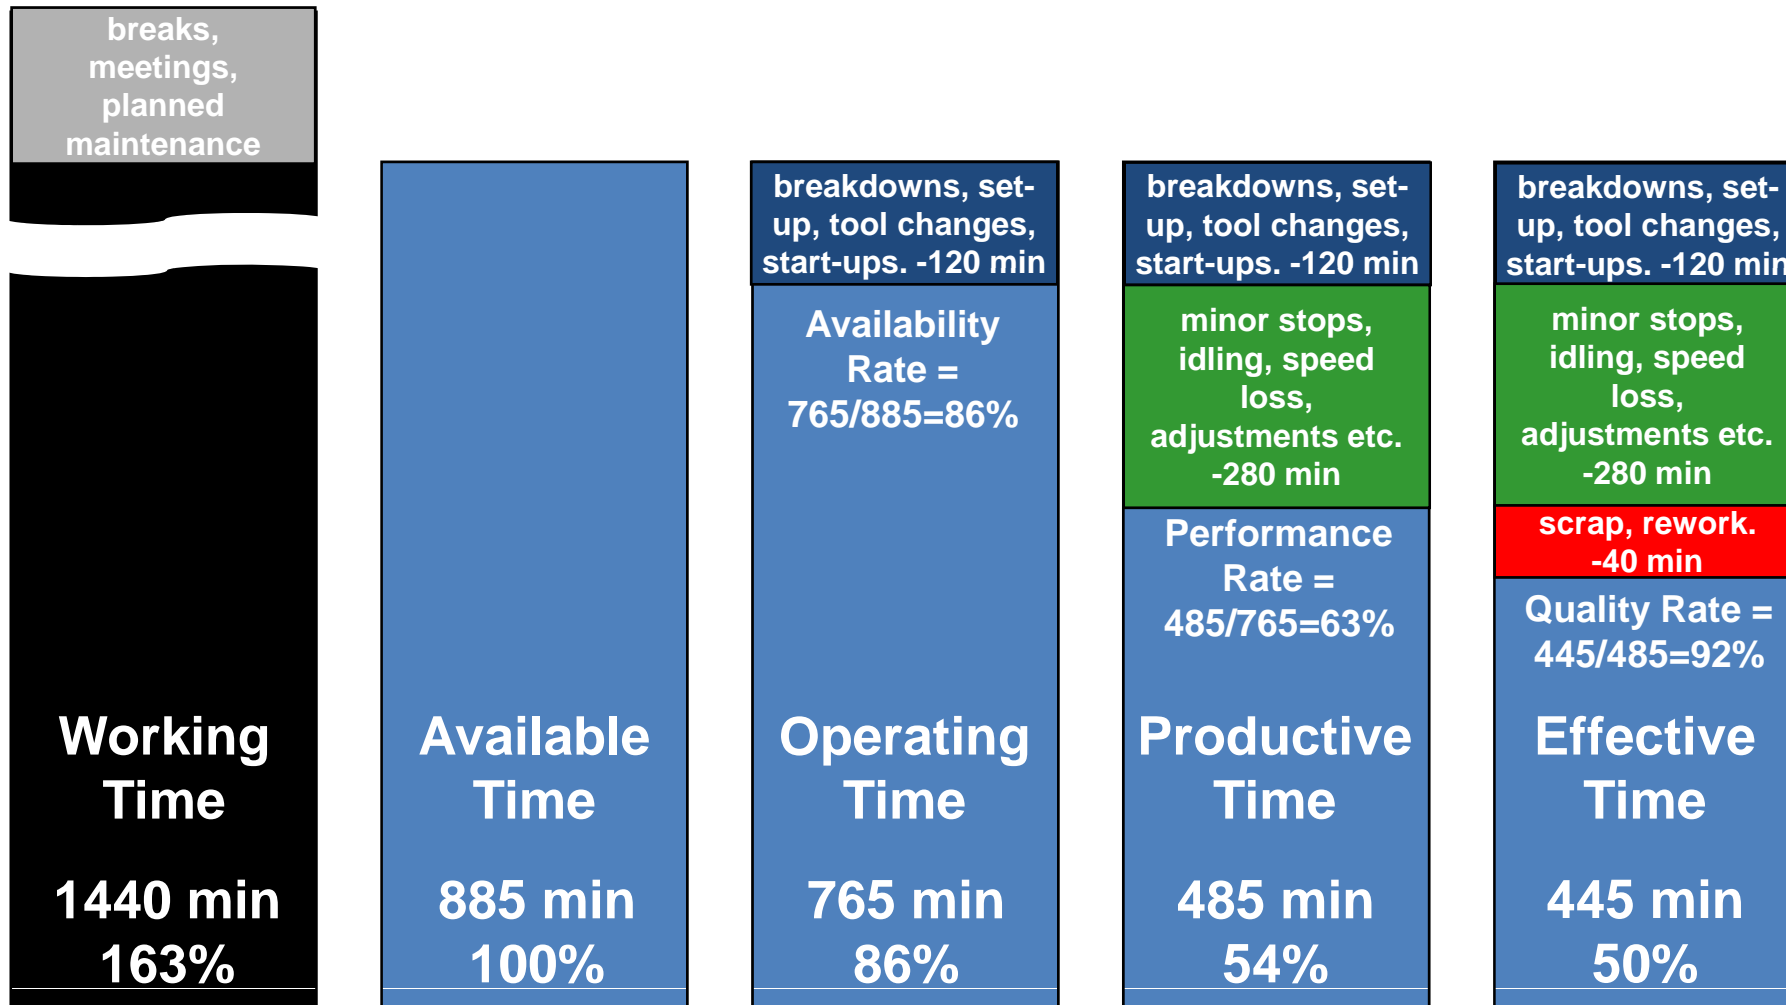 breaks,
meetings,
planned
maintenance
Working
Time
1440 min
163%
Available
Time
885 min
100%
breakdowns, set-
up, tool changes,
start-ups. -120 min
Availability
Rate =
765/885=86%
Operating
Time
765 min
86%
breakdowns, set-
up, tool changes,
start-ups. -120 min
minor stops,
idling, speed
loss,
adjustments etc.
-280 min
Performance
Rate =
485/765=63%
Productive
Time
485 min
54%
breakdowns, set-
up, tool changes,
start-ups. -120 min
minor stops,
idling, speed
loss,
adjustments etc.
-280 min
scrap, rework.
-40 min
Quality Rate =
445/485=92%
Effective
Time
445 min
50%